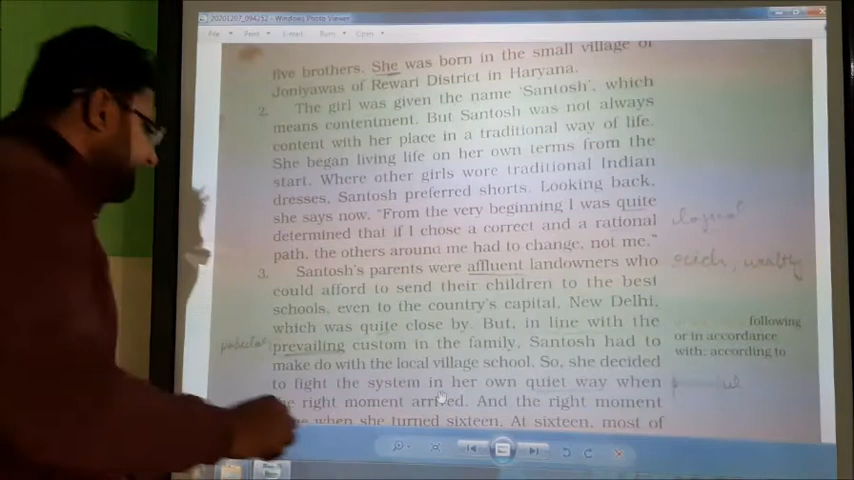 20201207_094252 - Windows Photo Viewer
File Print E-mail Burn Open
five brothers. She was born in the small village of
Joniyawas of Rewari District in Haryana.
2. The girl was given the name 'Santosh', which
means contentment. But Santosh was not always
content with her place in a traditional way of life.
She began living life on her own terms from the
start. Where other girls wore traditional Indian
dresses, Santosh preferred shorts. Looking back,
she says now, "From the very beginning I was quite
determined that if I chose a correct and a rational
path, the others around me had to change, not me."
logical
3. Santosh's parents were affluent landowners who
rich, wealthy
could afford to send their children to the best
schools, even to the country's capital, New Delhi,
which was quite close by. But, in line with the
following
prevailing custom in the family, Santosh had to
or in accordance
make do with the local village school. So, she decided
with; according to
to fight the system in her own quiet way when
the right moment arrived. And the right moment
when she turned sixteen. At sixteen, most of